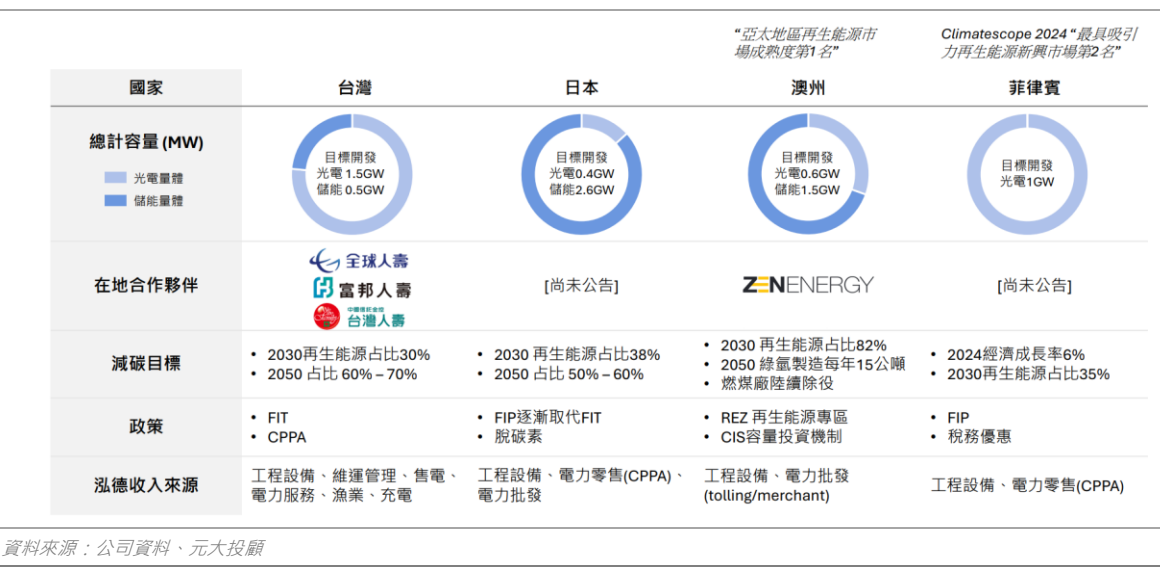 “亞太地區再生能源市
場成熟度第1名”
Climatescope 2024 “最具吸引
力再生能源新興市場第2名”
國家
台灣
日本
澳州
菲律賓
總計容量 (MW)
光電量體
儲能量體
目標開發
光電 1.5GW
儲能 0.5GW
目標開發
光電0.4GW
儲能2.6GW
目標開發
光電0.6GW
儲能1.5GW
目標開發
光電1GW
在地合作夥伴
全球人壽
富邦人壽
中國信託金控
台灣人壽
[尚未公告]
ZENENERGY
[尚未公告]
減碳目標
• 2030再生能源占比30%
• 2050 占比 60% – 70%
• 2030 再生能源占比38%
• 2050 占比 50% – 60%
• 2030 再生能源占比82%
• 2050 綠氫製造每年15公噸
• 燃煤廠陸續除役
• 2024經濟成長率6%
• 2030再生能源占比35%
政策
• FIT
• CPPA
• FIP逐漸取代FIT
• 脫碳素
• REZ 再生能源專區
• CIS容量投資機制
• FIP
• 稅務優惠
泓德收入來源
工程設備、維運管理、售電、
電力服務、漁業、充電
工程設備、電力零售(CPPA)、
電力批發
工程設備、電力批發
(tolling/merchant)
工程設備、電力零售(CPPA)
資料來源：公司資料、元大投顧